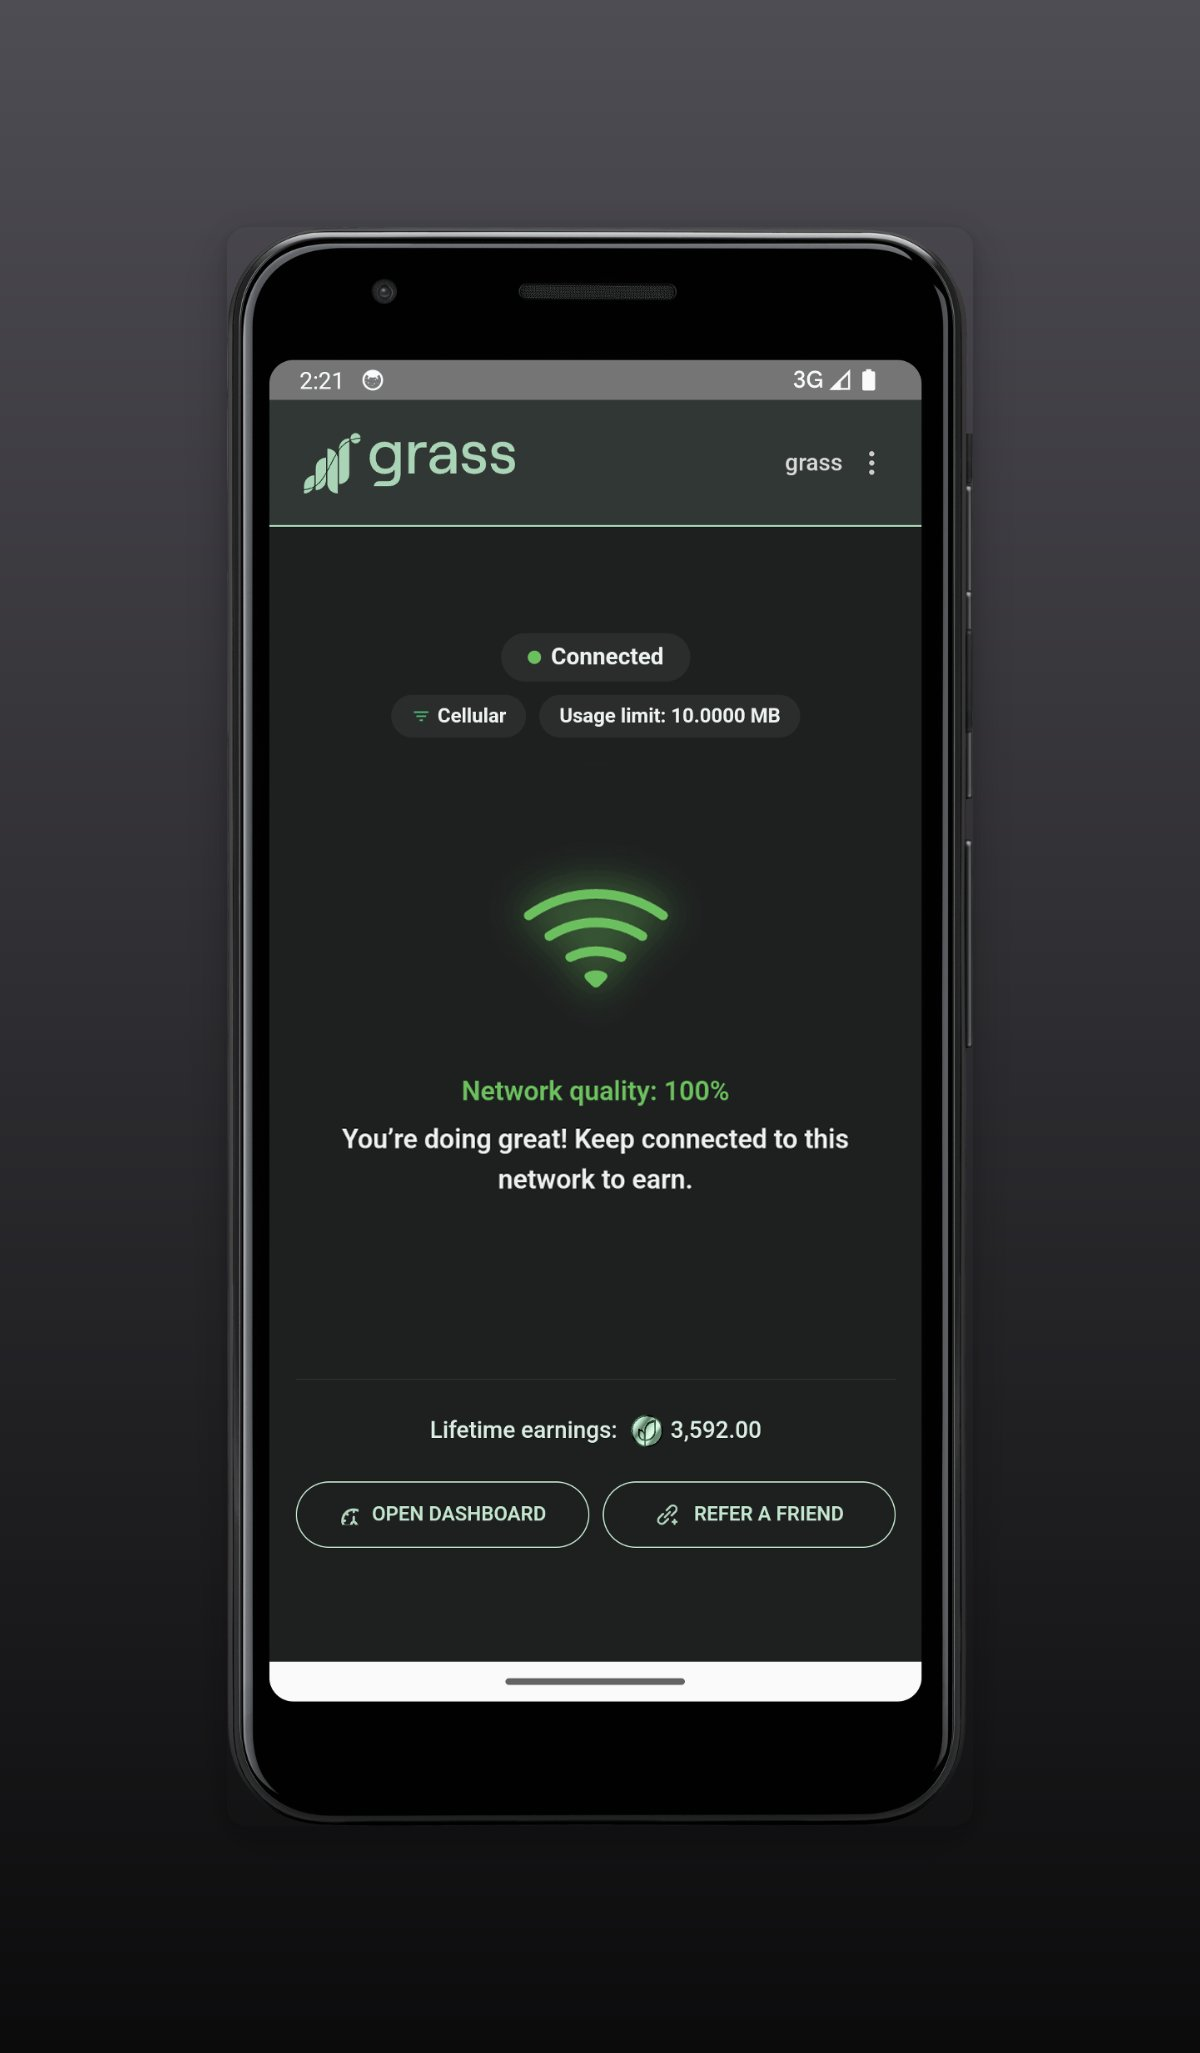 2:21
3G
grass
grass
Connected
Cellular
Usage limit: 10.0000 MB
Network quality: 100%
You’re doing great! Keep connected to this
network to earn.
Lifetime earnings: 3,592.00
OPEN DASHBOARD
REFER A FRIEND